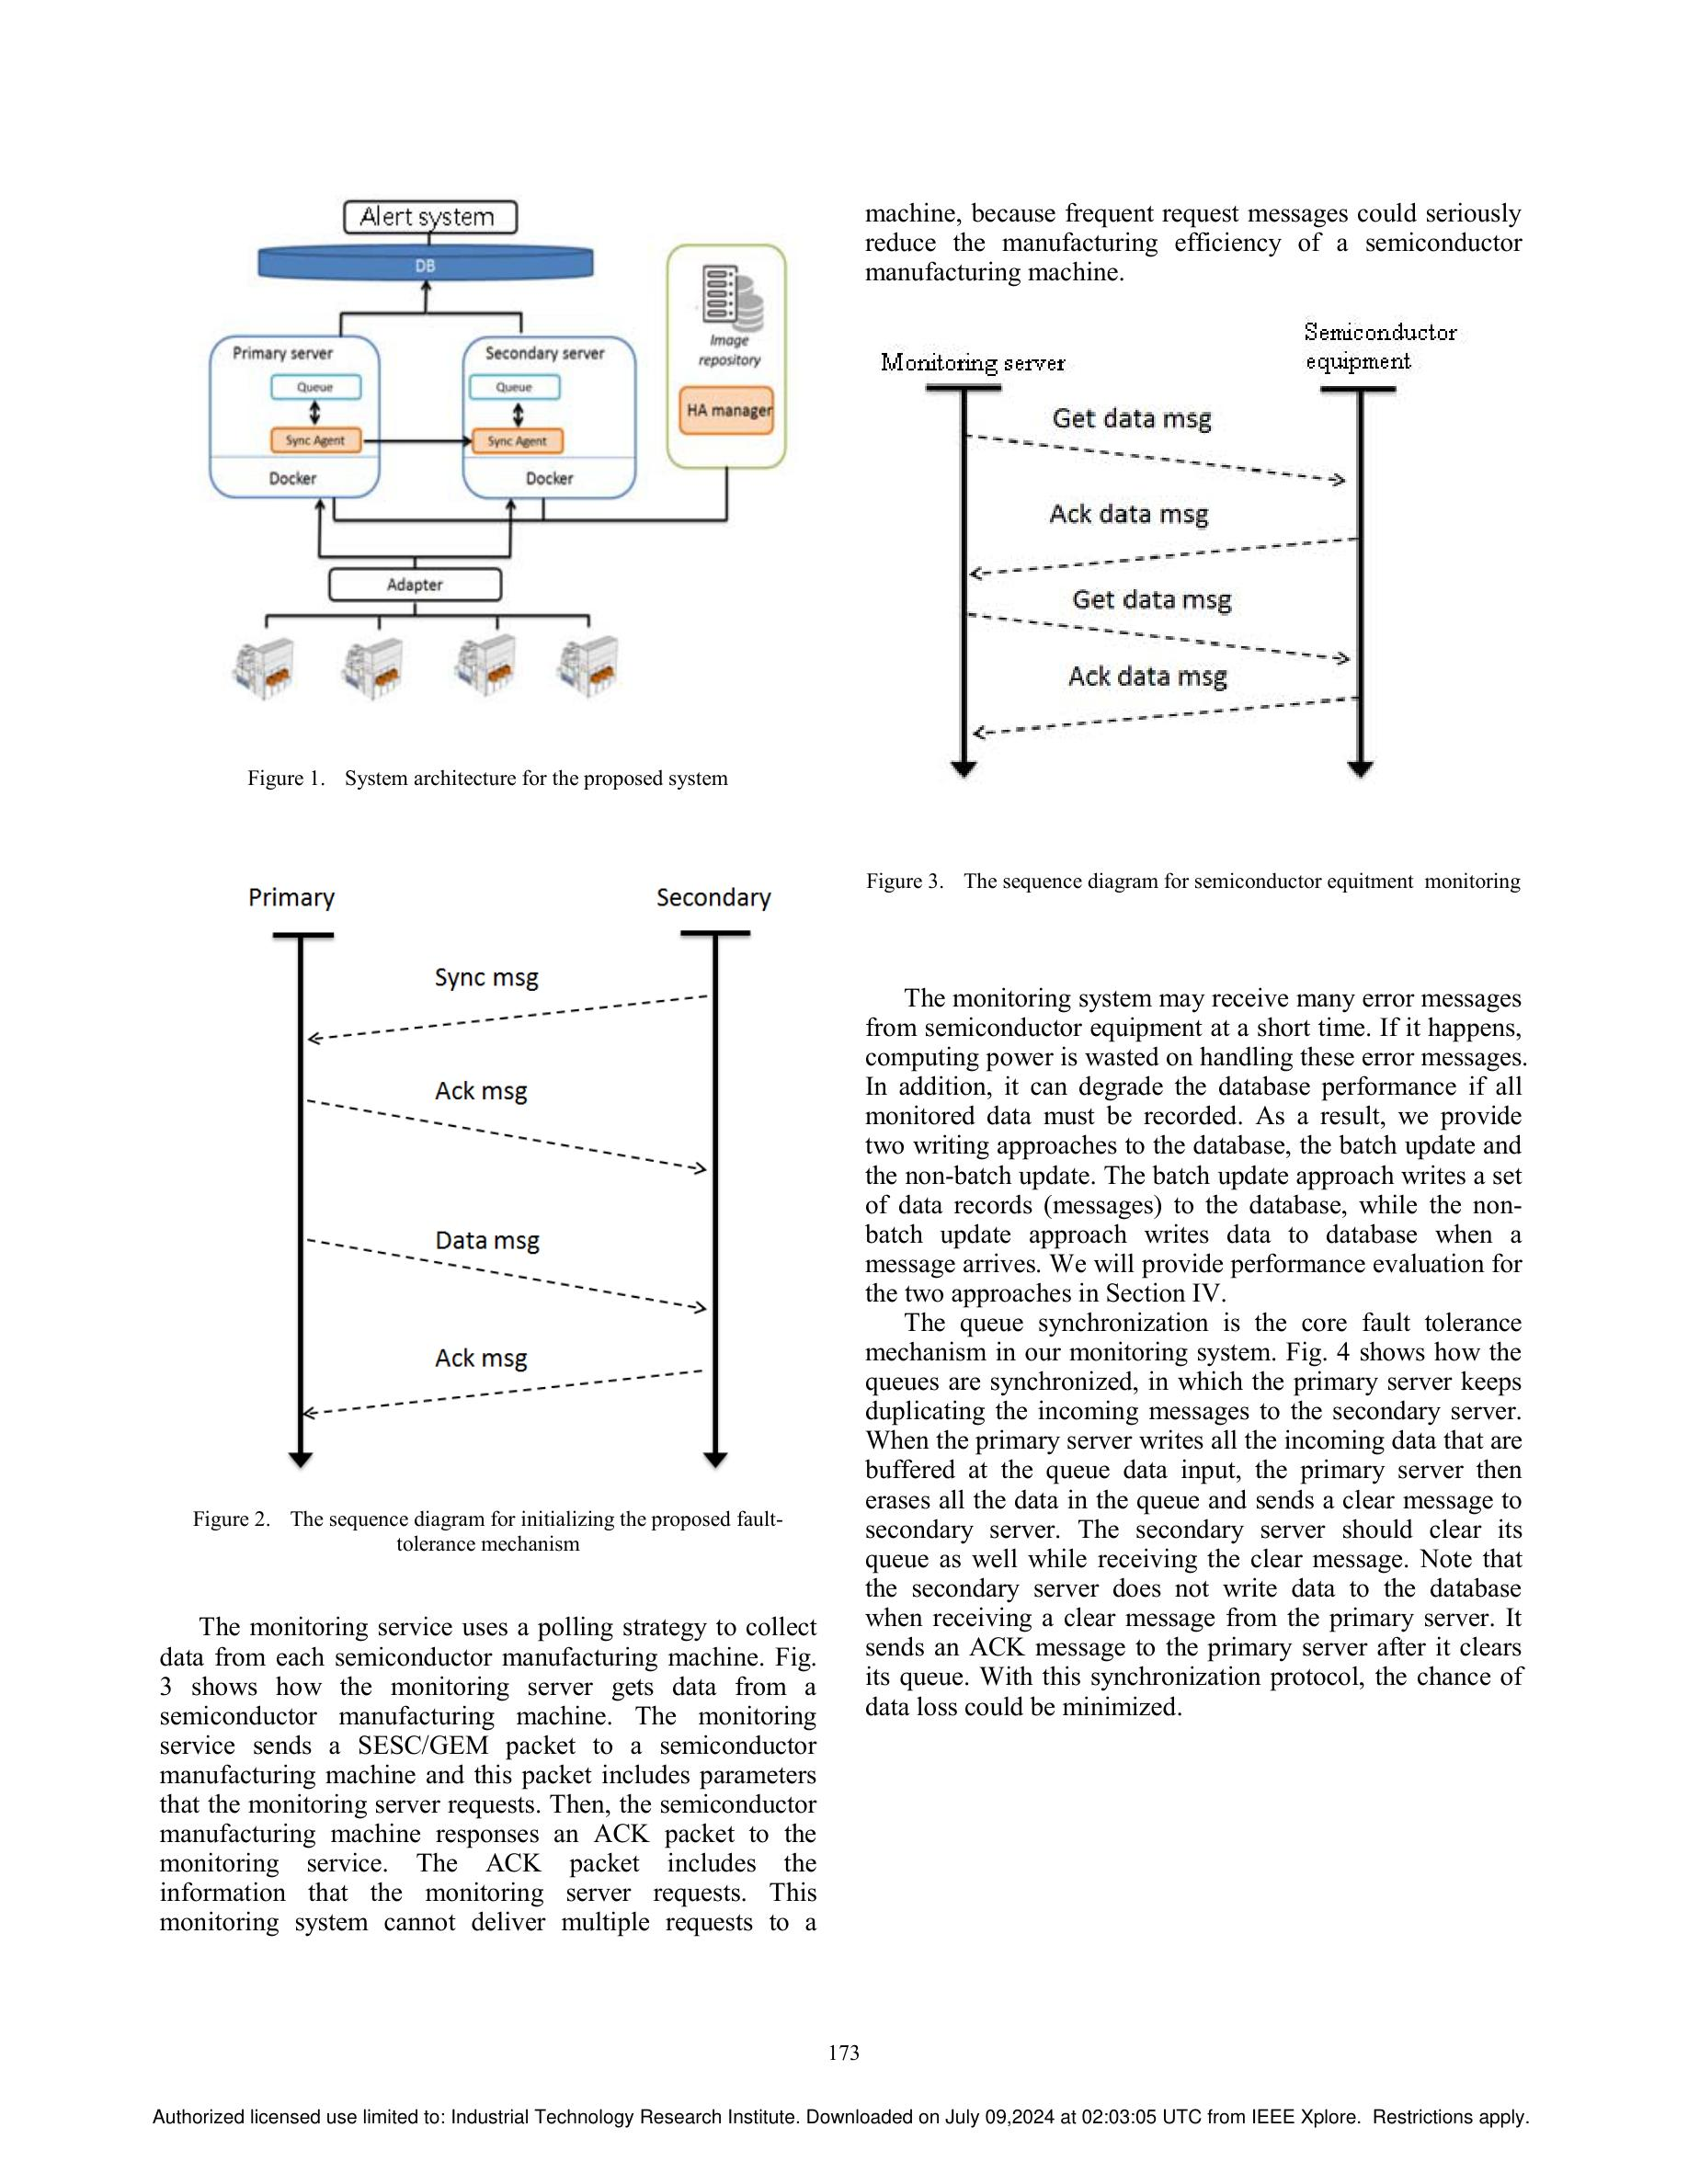 Alert system
DB
Primary server
Queue
Sync Agent
Docker
Secondary server
Queue
Sync Agent
Docker
Image
repository
HA manager
Adapter
Figure 1. System architecture for the proposed system
Primary
Secondary
Sync msg
Ack msg
Data msg
Ack msg
Figure 2. The sequence diagram for initializing the proposed fault-
tolerance mechanism
The monitoring service uses a polling strategy to collect
data from each semiconductor manufacturing machine. Fig.
3 shows how the monitoring server gets data from a
semiconductor manufacturing machine. The monitoring
service sends a SESC/GEM packet to a semiconductor
manufacturing machine and this packet includes parameters
that the monitoring server requests. Then, the semiconductor
manufacturing machine responses an ACK packet to the
monitoring service. The ACK packet includes the
information that the monitoring server requests. This
monitoring system cannot deliver multiple requests to a
machine, because frequent request messages could seriously
reduce the manufacturing efficiency of a semiconductor
manufacturing machine.
Monitoring server
Semiconductor
equipment
Get data msg
Ack data msg
Get data msg
Ack data msg
Figure 3. The sequence diagram for semiconductor equitment monitoring
The monitoring system may receive many error messages
from semiconductor equipment at a short time. If it happens,
computing power is wasted on handling these error messages.
In addition, it can degrade the database performance if all
monitored data must be recorded. As a result, we provide
two writing approaches to the database, the batch update and
the non-batch update. The batch update approach writes a set
of data records (messages) to the database, while the non-
batch update approach writes data to database when a
message arrives. We will provide performance evaluation for
the two approaches in Section IV.
The queue synchronization is the core fault tolerance
mechanism in our monitoring system. Fig. 4 shows how the
queues are synchronized, in which the primary server keeps
duplicating the incoming messages to the secondary server.
When the primary server writes all the incoming data that are
buffered at the queue data input, the primary server then
erases all the data in the queue and sends a clear message to
secondary server. The secondary server should clear its
queue as well while receiving the clear message. Note that
the secondary server does not write data to the database
when receiving a clear message from the primary server. It
sends an ACK message to the primary server after it clears
its queue. With this synchronization protocol, the chance of
data loss could be minimized.
173
Authorized licensed use limited to: Industrial Technology Research Institute. Downloaded on July 09,2024 at 02:03:05 UTC from IEEE Xplore. Restrictions apply.